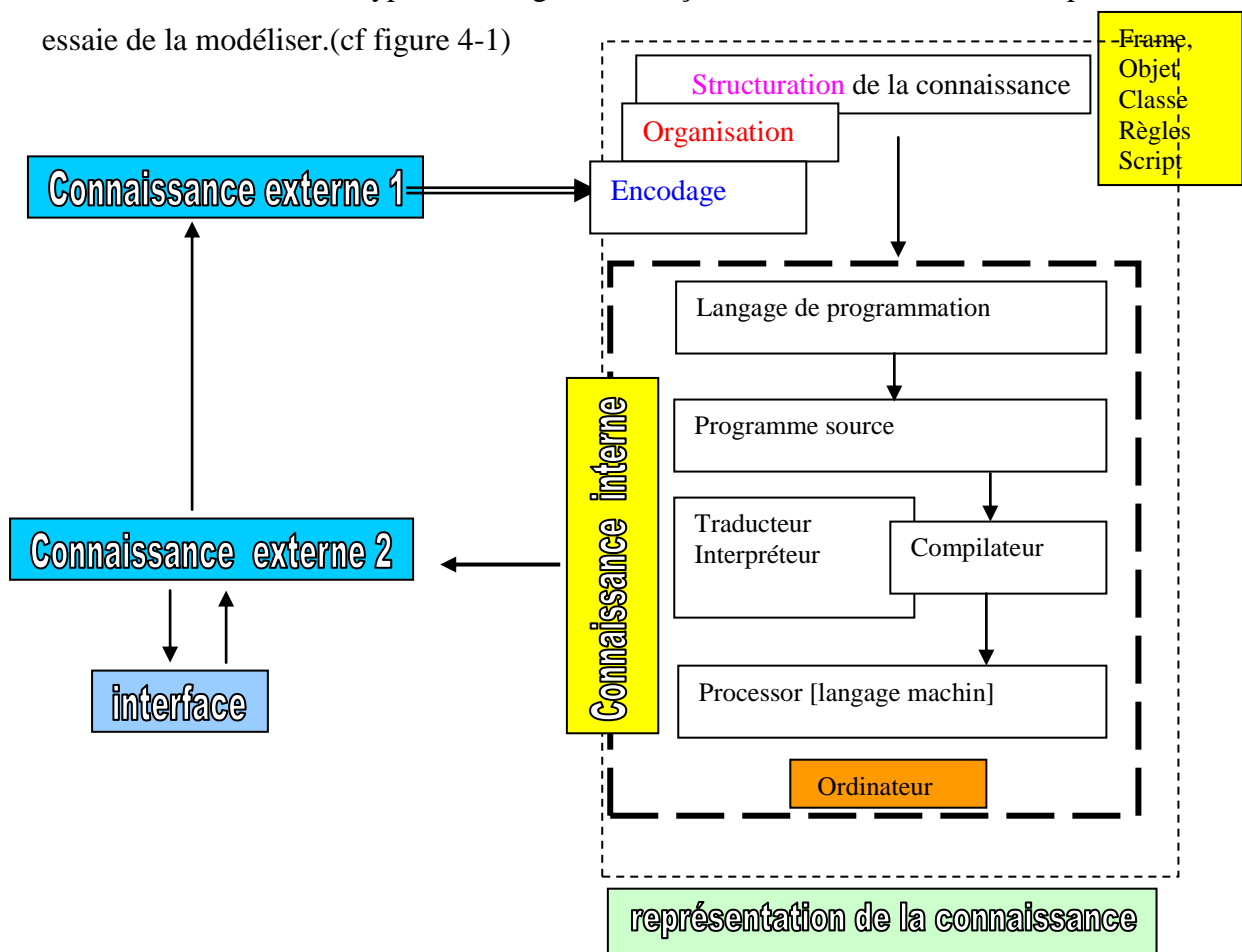 essaie de la modéliser.(cf figure 4-1)
Frame,
Objet
Classe
Règles
Script
Structuration de la connaissance
Organisation
Encodage
Connaissance externe 1
Langage de programmation
Programme source
Traducteur
Interpréteur
Compilateur
Processor [langage machin]
Ordinateur
Connaissance interne
Connaissance externe 2
interface
représentation de la connaissance